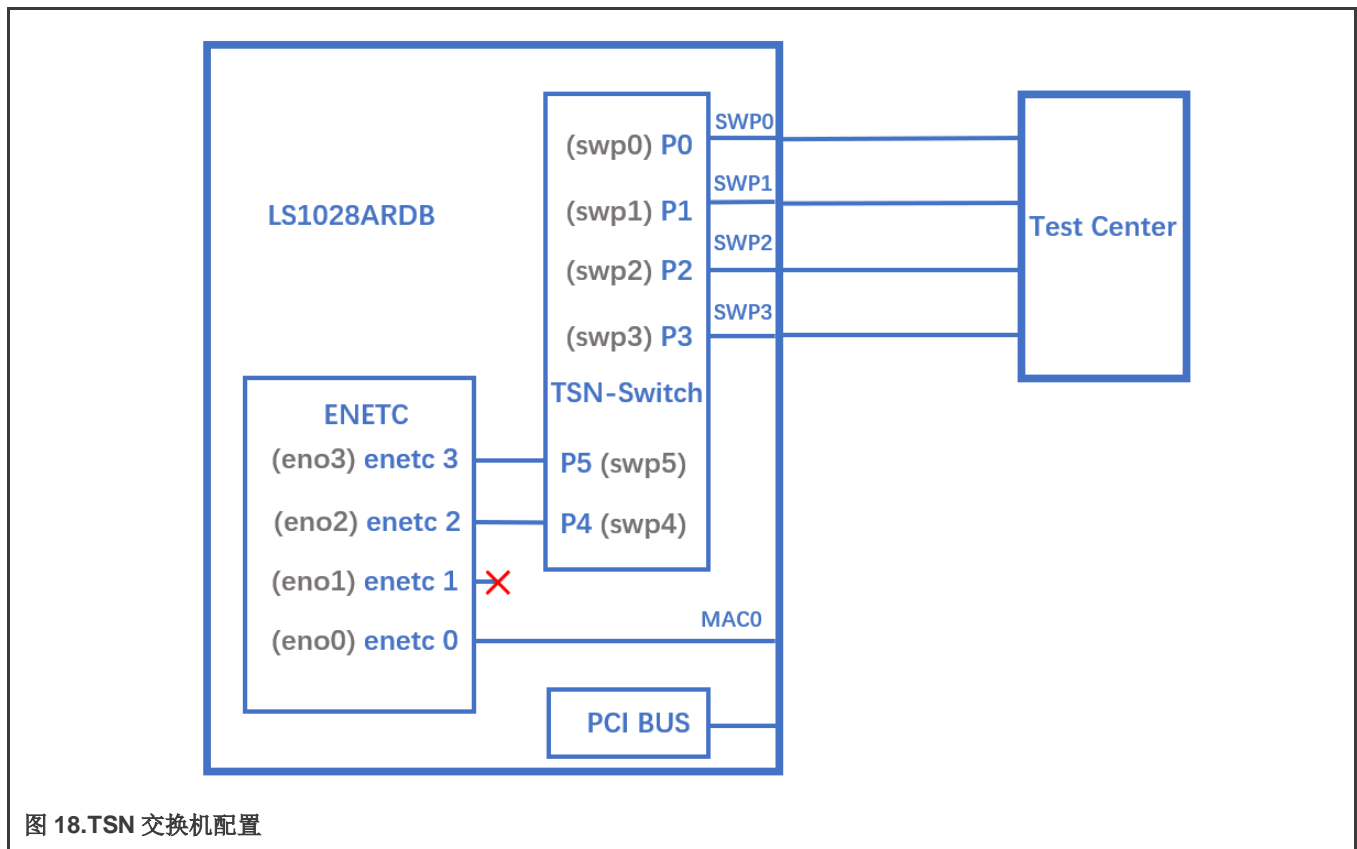 SWP0
(swp0) P0
SWP1
(swp1) P1
LS1028ARDB
Test Center
SWP2
(swp2) P2
SWP3
(swp3) P3
TSN-Switch
ENETC
(eno3) enetc 3
P5 (swp5)
(eno2) enetc 2
P4 (swp4)
(eno1) enetc 1
MAC0
(eno0) enetc 0
PCI BUS
图 18.TSN 交换机配置